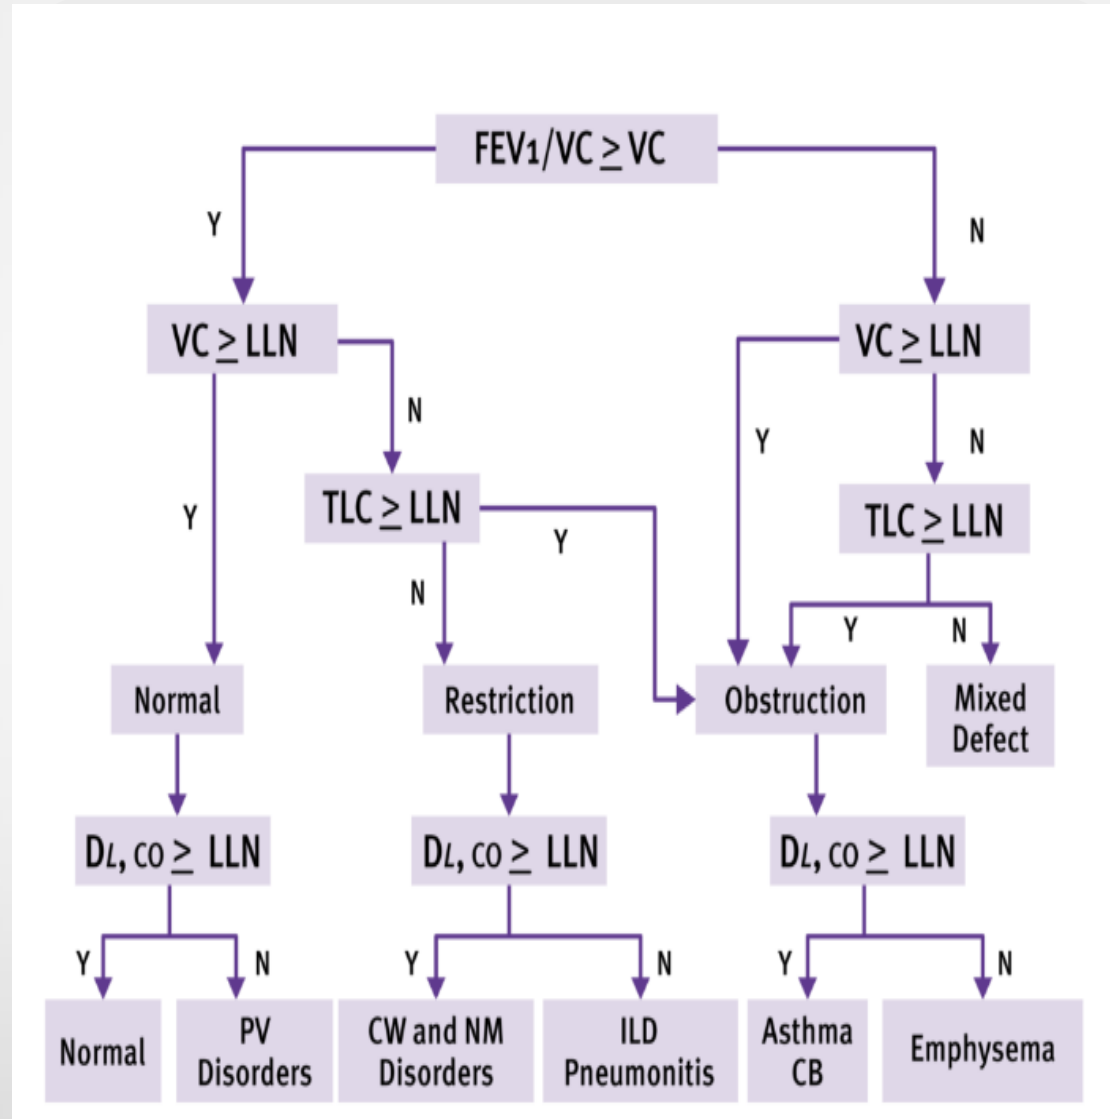 FEV1/VC ≥ VC
Y
N
VC ≥ LLN
VC ≥ LLN
N
Y
N
TLC ≥ LLN
TLC ≥ LLN
Y
Y
N
Y
N
Normal
Restriction
Obstruction
Mixed
Defect
DL, CO ≥ LLN
DL, CO ≥ LLN
DL, CO ≥ LLN
Y
N
Y
N
Y
N
Normal
PV
Disorders
CW and NM
Disorders
ILD
Pneumonitis
Asthma
CB
Emphysema